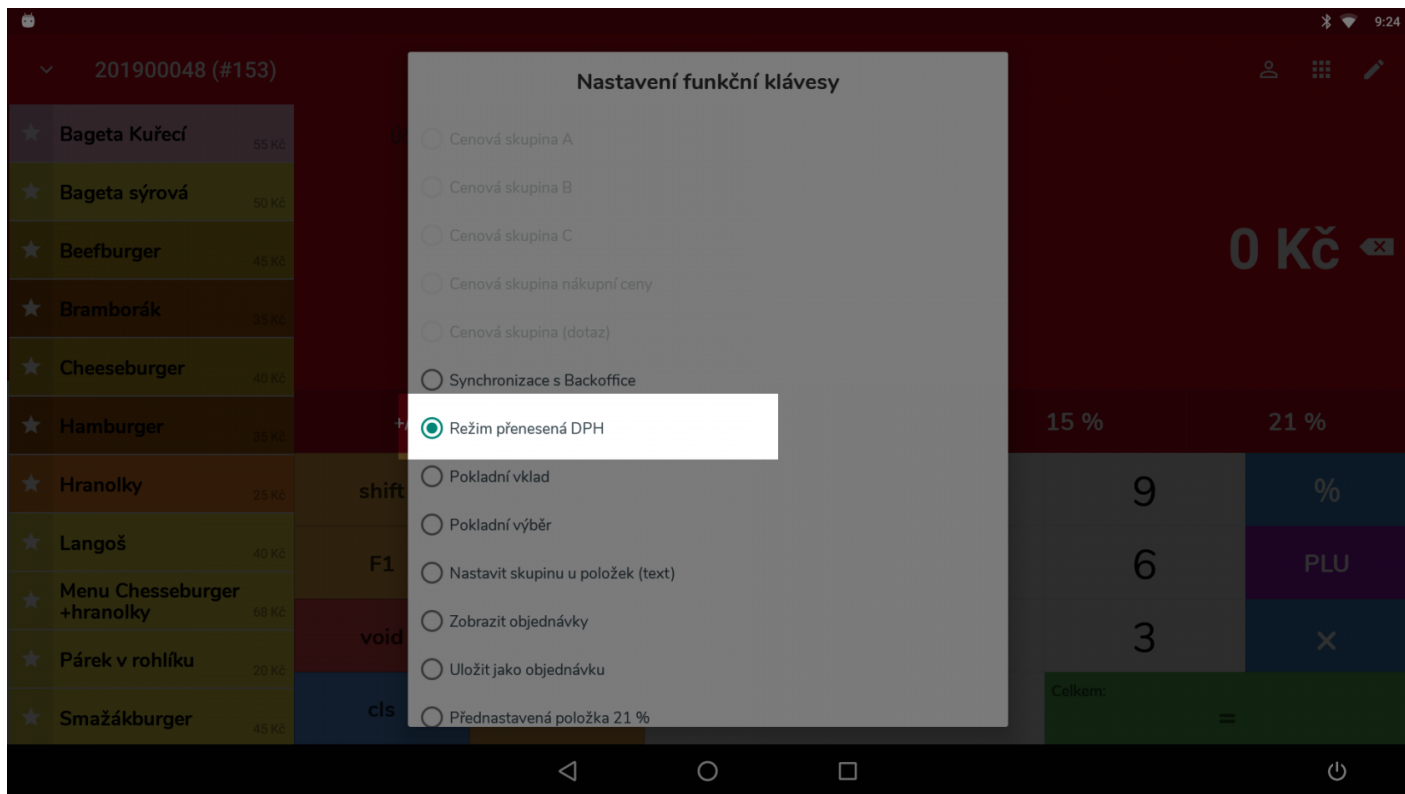 9:24
201900048 (#153)
Nastavení funkční klávesy
Bageta Kuřecí
55 Kč
Bageta sýrová
50 Kč
Beefburger
45 Kč
Bramborák
35 Kč
Cheeseburger
40 Kč
Hamburger
35 Kč
Hranolky
25 Kč
Langoš
40 Kč
Menu Chesseburger
+hranolky
68 Kč
Párek v rohlíku
20 Kč
Smažákburger
45 Kč
shift
F1
void
cls
Cenová skupina A
Cenová skupina B
Cenová skupina C
Cenová skupina nákupní ceny
Cenová skupina (dotaz)
Synchronizace s Backoffice
Režim přenesená DPH
Pokladní vklad
Pokladní výběr
Nastavit skupinu u položek (text)
Zobrazit objednávky
Uložit jako objednávku
Přednastavená položka 21 %
0 Kč
15 %
21 %
9
%
6
PLU
3
×
Celkem:
=